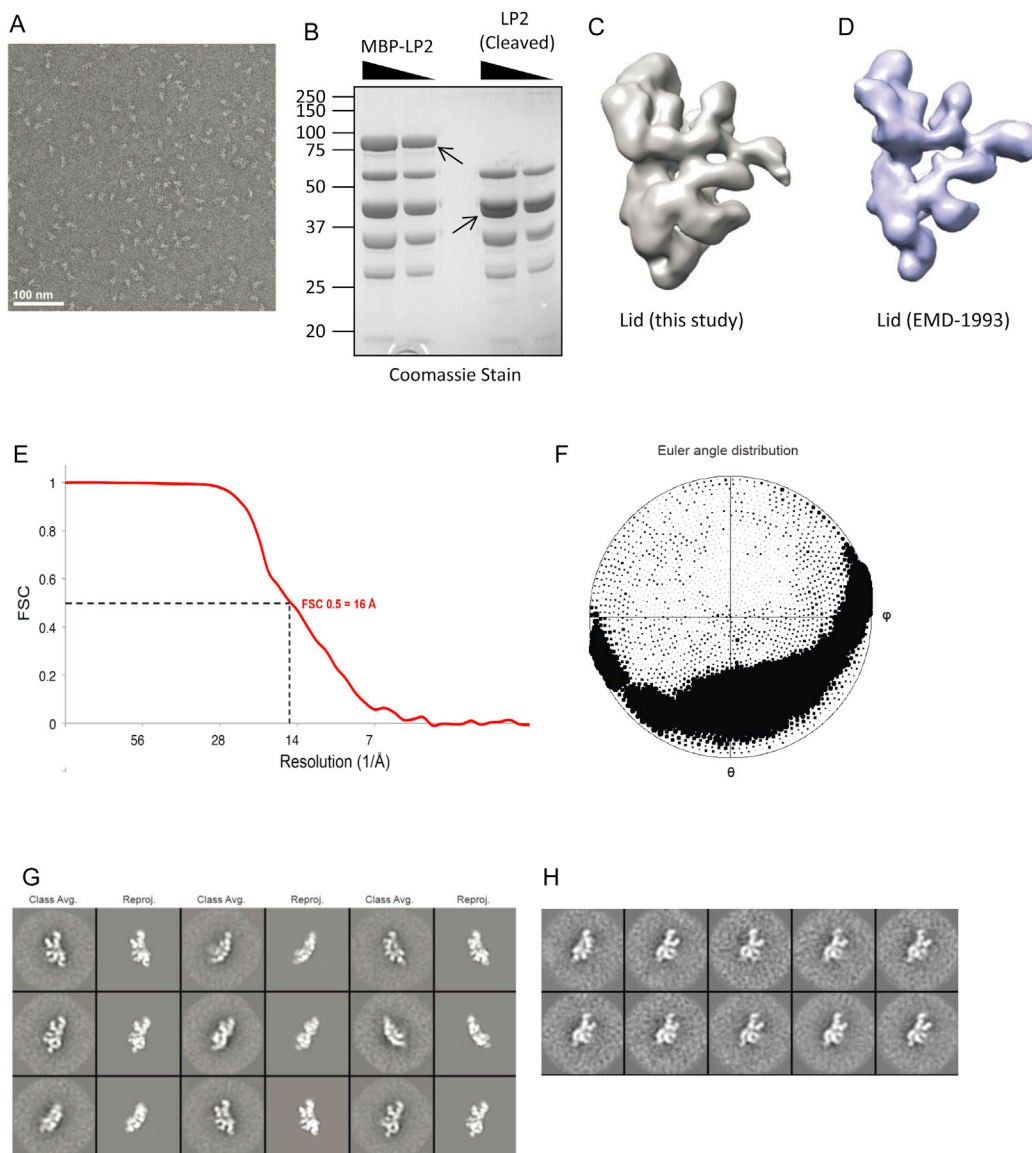 A
100 nm
B
MBP-LP2
LP2
(Cleaved)
250
150
100
75
50
37
25
20
Coomassie Stain
C
Lid (this study)
D
Lid (EMD-1993)
E
FSC
1
0.8
0.6
0.4
0.2
0
FSC 0.5 = 16 Å
56
28
14
7
Resolution (1/Å)
F
Euler angle distribution
φ
θ
G
Class Avg.
Reproj.
Class Avg.
Reproj.
Class Avg.
Reproj.
H